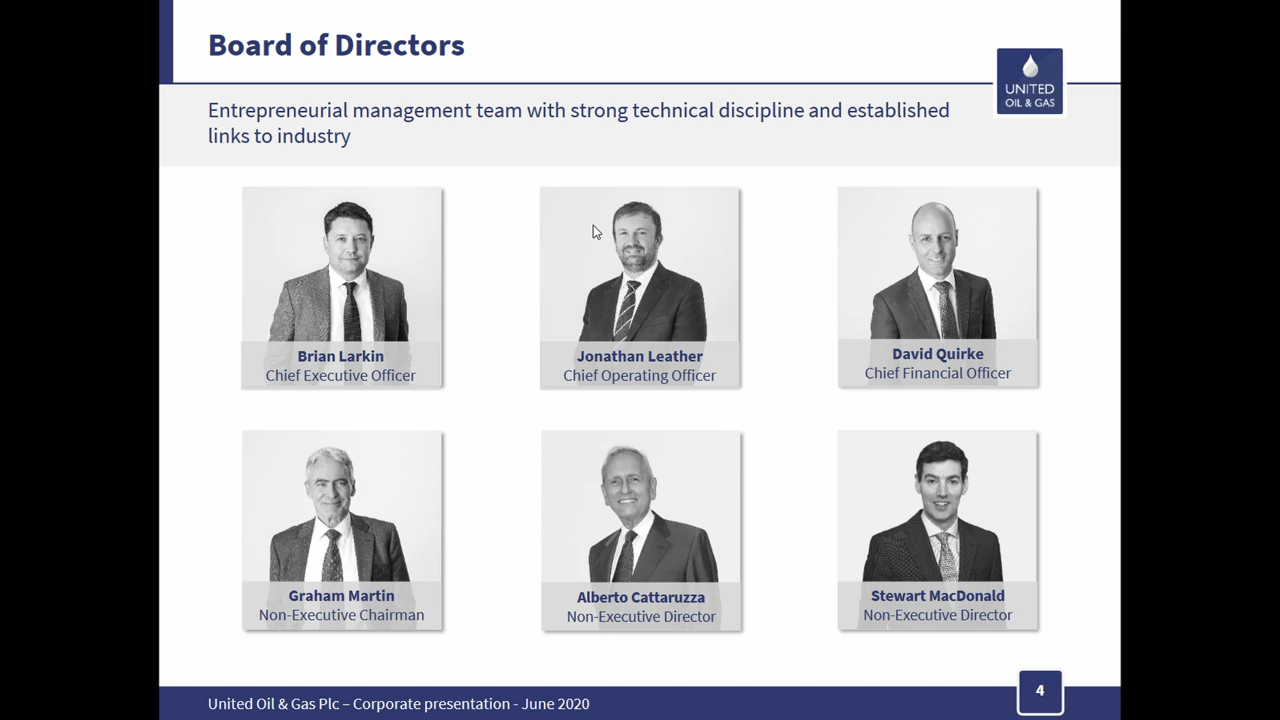 Board of Directors
UNITED
OIL & GAS
Entrepreneurial management team with strong technical discipline and established
links to industry
Brian Larkin
Chief Executive Officer
Jonathan Leather
Chief Operating Officer
David Quirke
Chief Financial Officer
Graham Martin
Non-Executive Chairman
Alberto Cattaruzza
Non-Executive Director
Stewart MacDonald
Non-Executive Director
United Oil & Gas Plc – Corporate presentation - June 2020
4